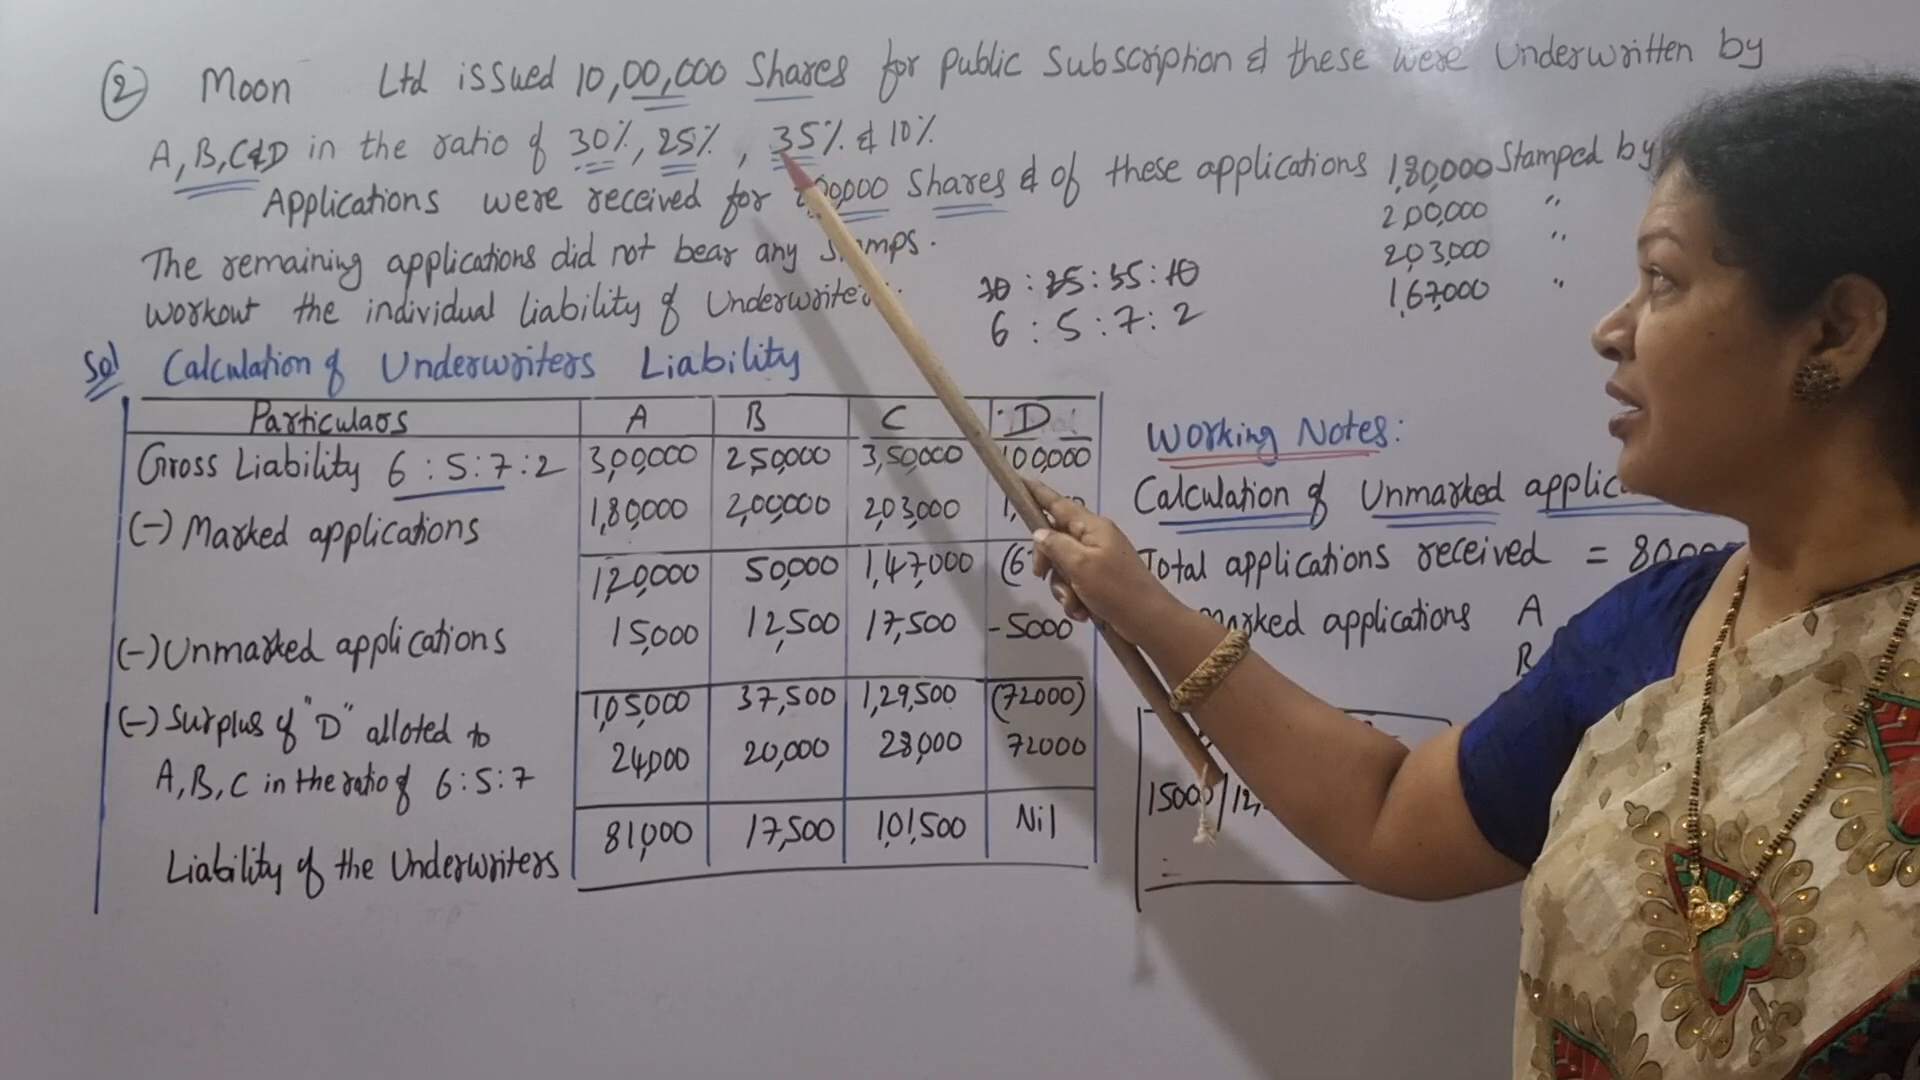 ② Moon Ltd issued 10,00,000 Shares for public Subscription & these were Underwritten by
A, B, C&D in the ratio of 30%, 25%, 35% & 10%
Applications were received for 00,000 Shares & of these applications 1,80,000 Stamped by
2,00,000 "
2,03,000 "
1,67,000 "
The remaining applications did not bear any
workout the individual liability of
30 : 25 : 35 : 10
6 : 5 : 7 : 2
Sol Calculation of Underwriters Liability
Particulars A B C D
Gross Liability 6 : 5 : 7 : 2 3,00,000 2,50,000 3,50,000 1,00,000
(-) Marked applications 1,80,000 2,00,000 2,03,000
1,20,000 50,000 1,47,000 (6
(-) Unmarked applications 15,000 12,500 17,500 -5000
1,05,000 37,500 1,29,500 (72000)
(-) Surplus of "D" alloted to 24,000 20,000 28,000 72000
A, B, C in the ratio of 6 : 5 : 7
Liability of the Underwriters 81,000 17,500 1,01,500 Nil
Working Notes:
Calculation of Unmarked
Total applications received = 8000
applications A
B
15000 / 12,